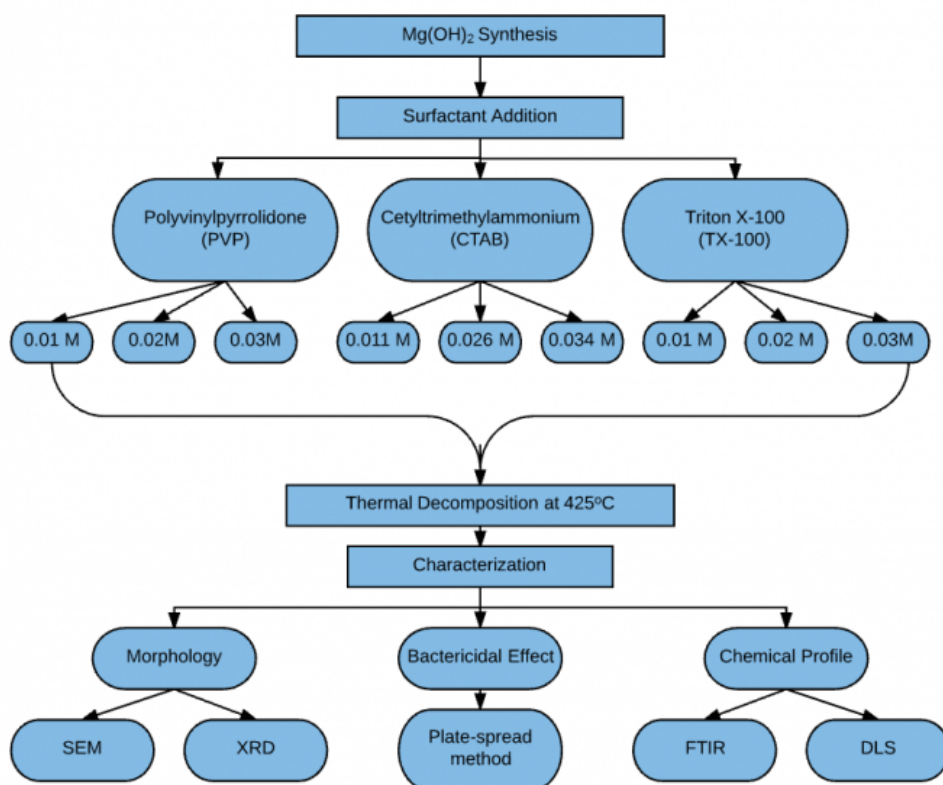 Mg(OH)₂ Synthesis
Surfactant Addition
Polyvinylpyrrolidone
(PVP)
Cetyltrimethylammonium
(CTAB)
Triton X-100
(TX-100)
0.01 M
0.02M
0.03M
0.011 M
0.026 M
0.034 M
0.01 M
0.02 M
0.03M
Thermal Decomposition at 425ºC
Characterization
Morphology
Bactericidal Effect
Chemical Profile
SEM
XRD
Plate-spread
method
FTIR
DLS